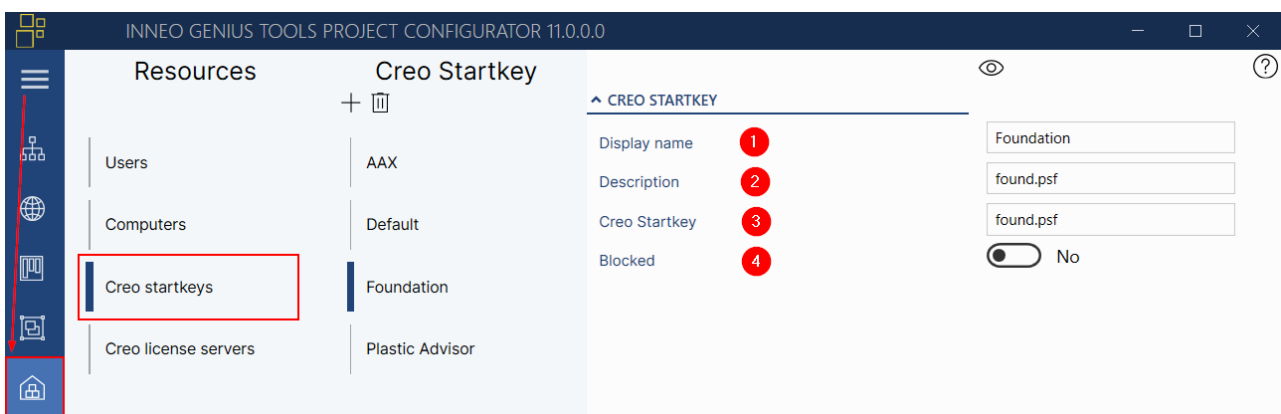 INNEO GENIUS TOOLS PROJECT CONFIGURATOR 11.0.0.0
Resources
Users
Computers
Creo startkeys
Creo license servers
Creo Startkey
AAX
Default
Foundation
Plastic Advisor
CREO STARTKEY
Display name 1 Foundation
Description 2 found.psf
Creo Startkey 3 found.psf
Blocked 4 No